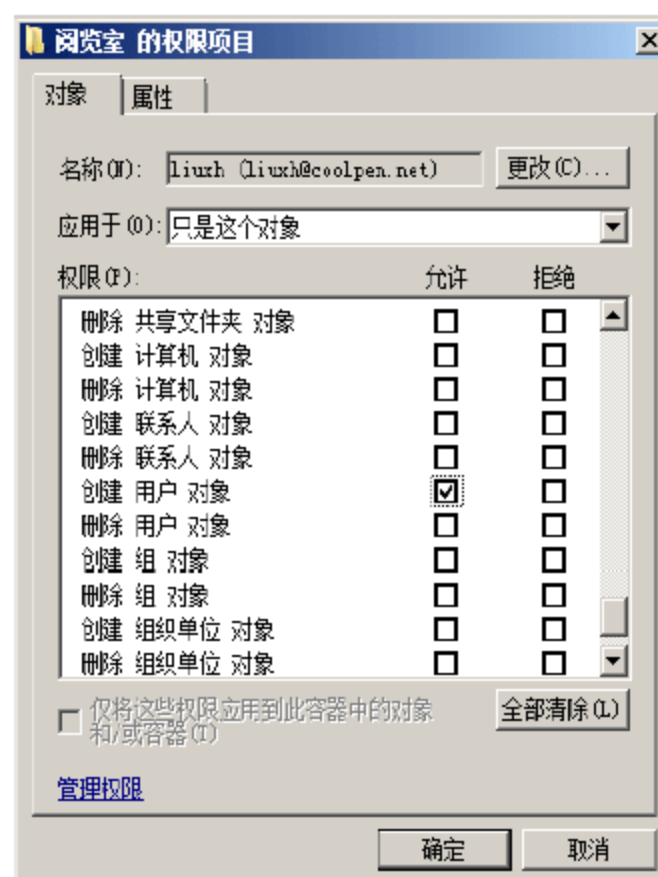 阅览室 的权限项目
对象 属性
名称(N): liuxh (liuxh@coolpen.net) 更改(C)...
应用于(O): 只是这个对象
权限(P): 允许 拒绝
删除 共享文件夹 对象
创建 计算机 对象
删除 计算机 对象
创建 联系人 对象
删除 联系人 对象
创建 用户 对象
删除 用户 对象
创建 组 对象
删除 组 对象
创建 组织单位 对象
删除 组织单位 对象
仅将这些权限应用到此容器中的对象
和/或容器(T)
全部清除(L)
管理权限
确定 取消